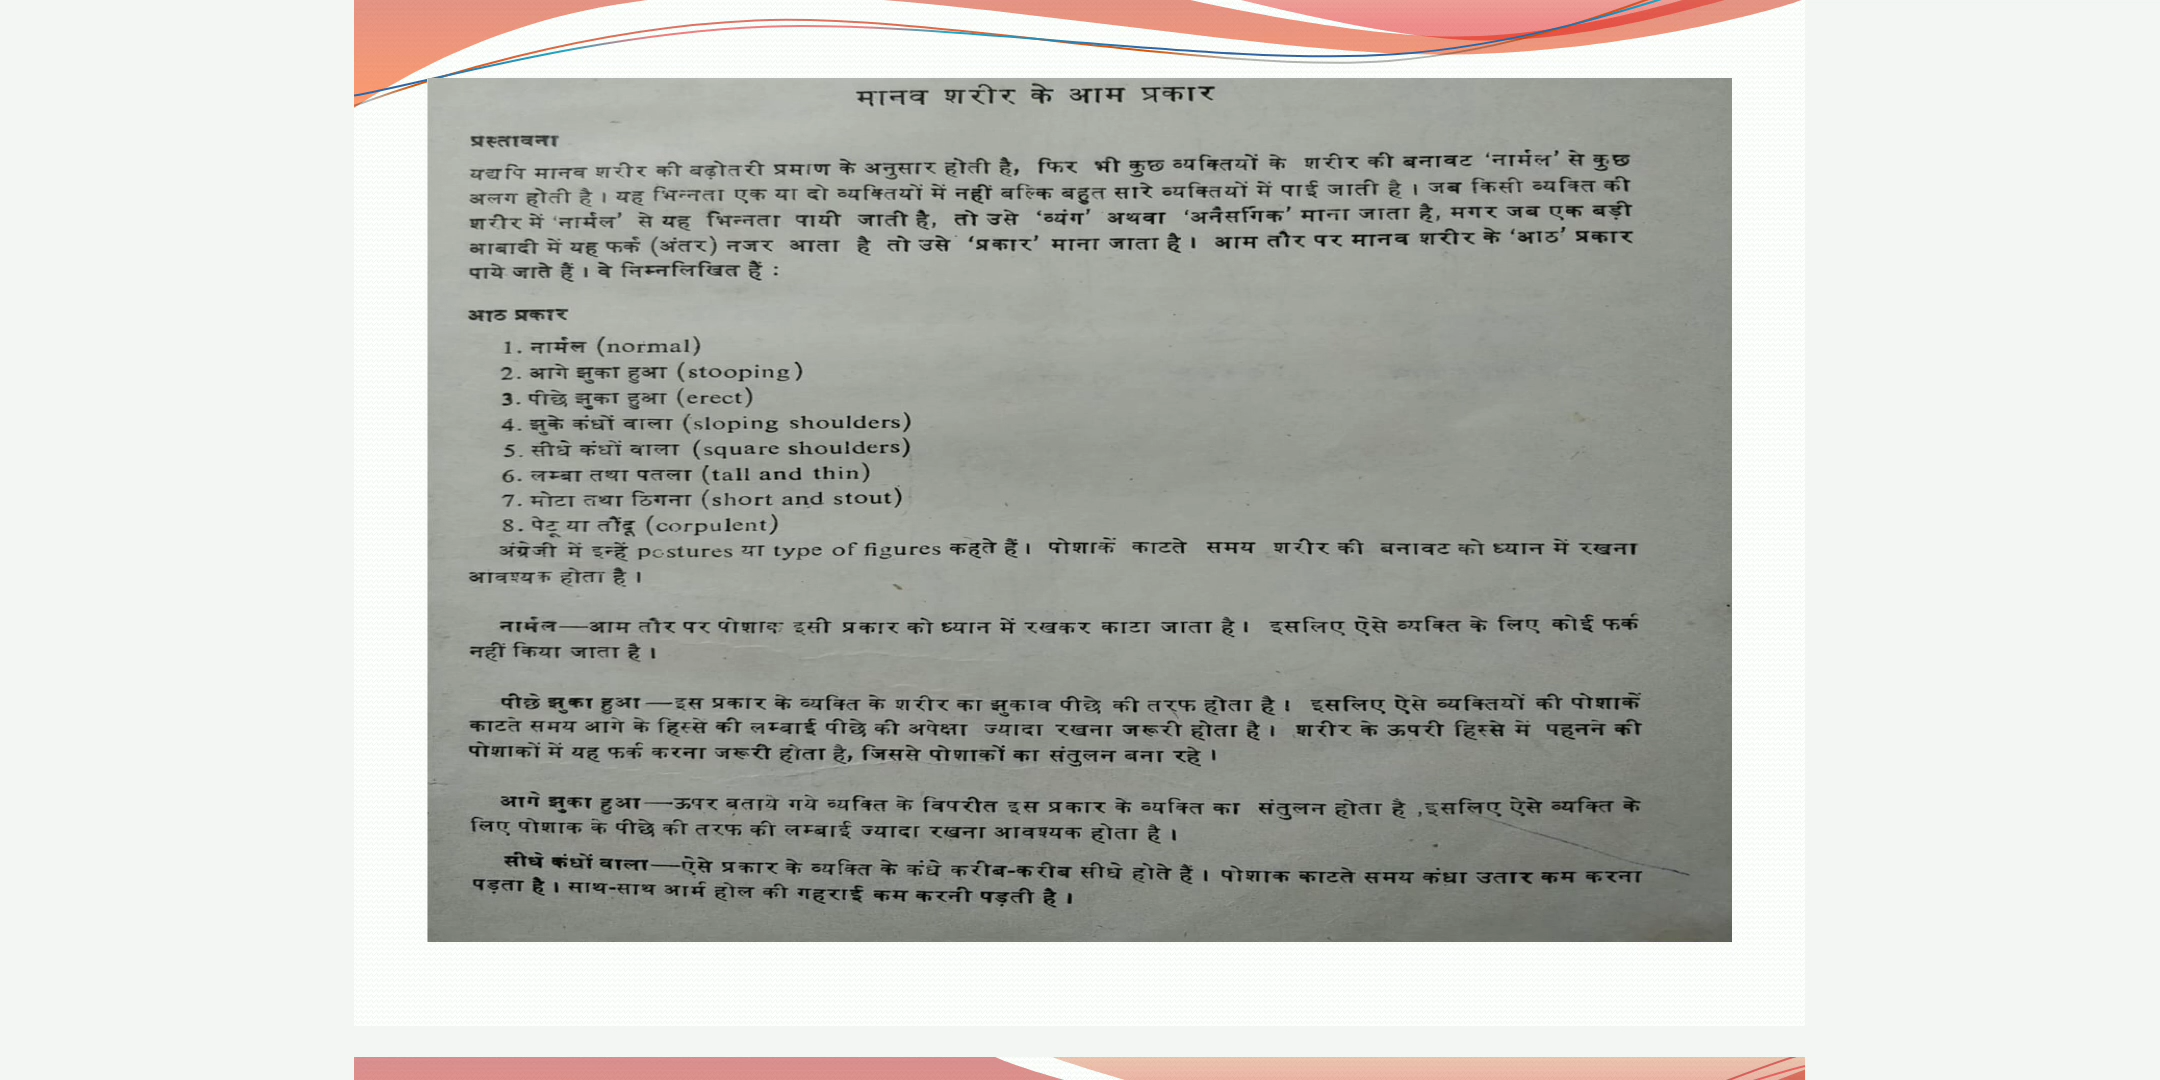 मानव शरीर के आम प्रकार
प्रस्तावना
यद्यपि मानव शरीर की बढ़ोतरी प्रमाण के अनुसार होती है, फिर भी कुछ व्यक्तियों के शरीर की बनावट ‘नार्मल’ से कुछ
अलग होती है । यह भिन्नता एक या दो व्यक्तियों में नहीं बल्कि बहुत सारे व्यक्तियों में पाई जाती है । जब किसी व्यक्ति की
शरीर में ‘नार्मल’ से यह भिन्नता पायी जाती है, तो उसे ‘व्यंग’ अथवा ‘अनैसर्गिक’ माना जाता है, मगर जब एक बड़ी
आबादी में यह फर्क (अंतर) नजर आता है तो उसे ‘प्रकार’ माना जाता है । आम तौर पर मानव शरीर के ‘आठ’ प्रकार
पाये जाते हैं । वे निम्नलिखित हैं :
आठ प्रकार
1. नार्मल (normal)
2. आगे झुका हुआ (stooping)
3. पीछे झुका हुआ (erect)
4. झुके कंधों वाला (sloping shoulders)
5. सीधे कंधों वाला (square shoulders)
6. लम्बा तथा पतला (tall and thin)
7. मोटा तथा ठिगना (short and stout)
8. पेटू या तोंदू (corpulent)
अंग्रेजी में इन्हें postures या type of figures कहते हैं । पोशाकें काटते समय शरीर की बनावट को ध्यान में रखना
आवश्यक होता है ।
नार्मल—आम तौर पर पोशाक इसी प्रकार को ध्यान में रखकर काटा जाता है । इसलिए ऐसे व्यक्ति के लिए कोई फर्क
नहीं किया जाता है ।
पीछे झुका हुआ—इस प्रकार के व्यक्ति के शरीर का झुकाव पीछे की तरफ होता है । इसलिए ऐसे व्यक्तियों की पोशाकें
काटते समय आगे के हिस्से की लम्बाई पीछे की अपेक्षा ज्यादा रखना जरूरी होता है । शरीर के ऊपरी हिस्से में पहनने की
पोशाकों में यह फर्क करना जरूरी होता है, जिससे पोशाकों का संतुलन बना रहे ।
आगे झुका हुआ—ऊपर बताये गये व्यक्ति के विपरीत इस प्रकार के व्यक्ति का संतुलन होता है ,इसलिए ऐसे व्यक्ति के
लिए पोशाक के पीछे की तरफ की लम्बाई ज्यादा रखना आवश्यक होता है ।
सीधे कंधों वाला—ऐसे प्रकार के व्यक्ति के कंधे करीब-करीब सीधे होते हैं । पोशाक काटते समय कंधा उतार कम करना
पड़ता है । साथ-साथ आर्म होल की गहराई कम करनी पड़ती है ।